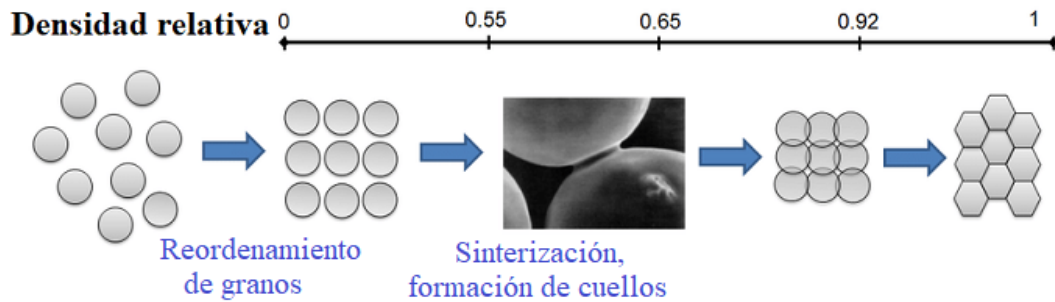 Densidad relativa
0 0.55 0.65 0.92 1
Reordenamiento
de granos
Sinterización,
formación de cuellos